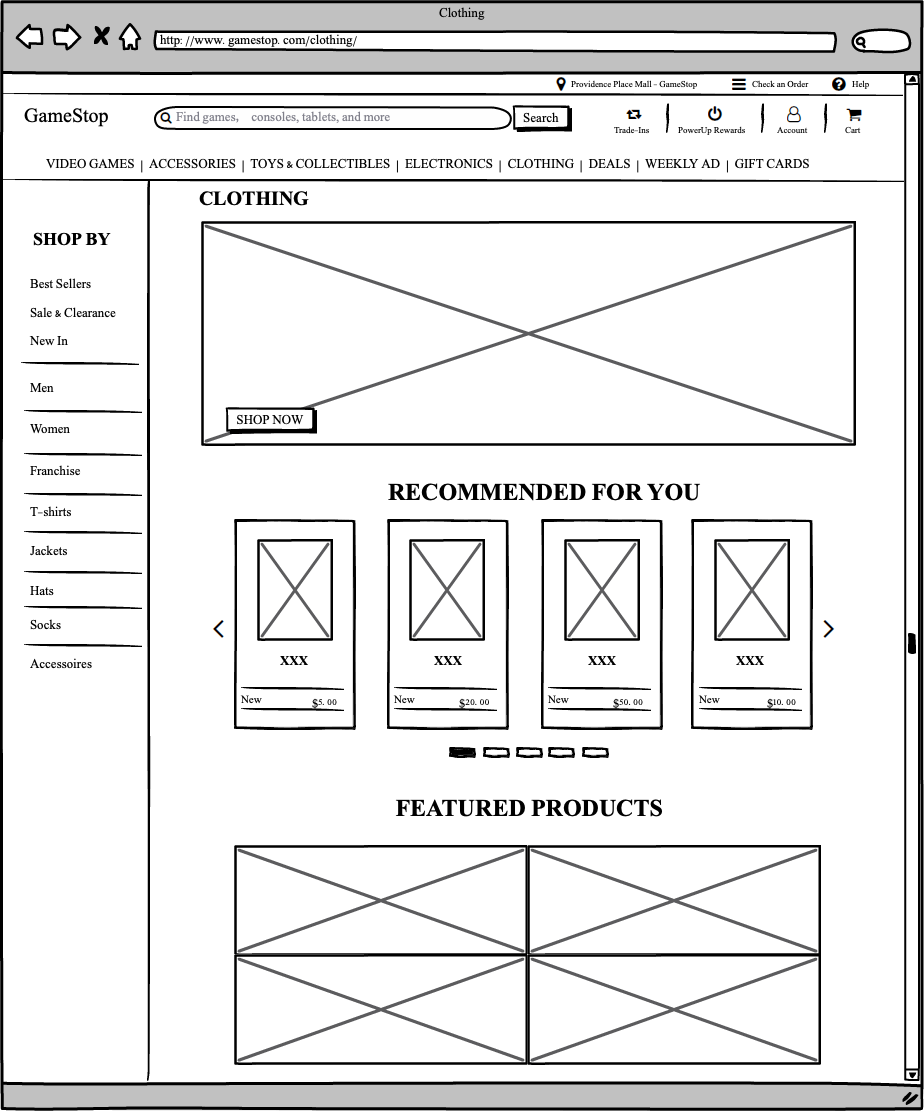 Clothing
http: //www. gamestop. com/clothing/
Providence Place Mall - GameStop Check an Order Help
GameStop Find games, consoles, tablets, and more Search
Trade-Ins PowerUp Rewards Account Cart
VIDEO GAMES | ACCESSORIES | TOYS & COLLECTIBLES | ELECTRONICS | CLOTHING | DEALS | WEEKLY AD | GIFT CARDS
CLOTHING
SHOP BY
Best Sellers
Sale & Clearance
New In
Men
Women
Franchise
T-shirts
Jackets
Hats
Socks
Accessoires
SHOP NOW
RECOMMENDED FOR YOU
XXX XXX XXX XXX
New $5. 00 New $20. 00 New $50. 00 New $10. 00
FEATURED PRODUCTS